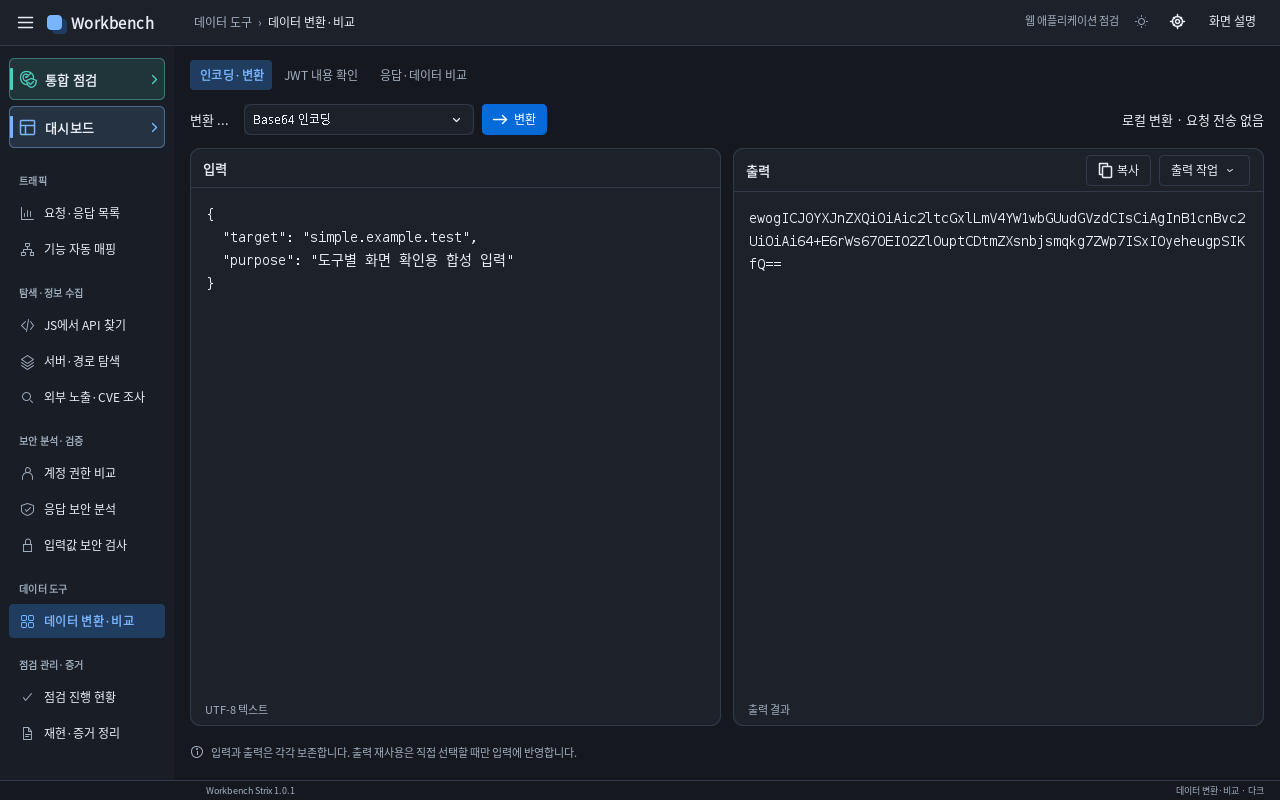 Workbench
데이터 도구 › 데이터 변환·비교
웹 애플리케이션 점검
화면 설명
통합 점검
대시보드
트래픽
요청·응답 목록
기능 자동 매핑
탐색·정보 수집
JS에서 API 찾기
서버·경로 탐색
외부 노출·CVE 조사
보안 분석·검증
계정 권한 비교
응답 보안 분석
입력값 보안 검사
데이터 도구
데이터 변환·비교
점검 관리·증거
점검 진행 현황
재현·증거 정리
인코딩·변환
JWT 내용 확인
응답·데이터 비교
변환 ...
Base64 인코딩
변환
로컬 변환 · 요청 전송 없음
입력
{
  "target": "simple.example.test",
  "purpose": "도구별 화면 확인용 합성 입력"
}
UTF-8 텍스트
출력
복사
출력 작업
ewogICJ0YXJnZXQiOiAic2ltcGxlLmV4YW1wbGUudGVzdCIsCiAgInB1cnBvc2
UiOiAi64+E6rWs67OEIO2ZlOuptCDtmZXsnbjsmqkg7ZWp7ISxIOyeheugpSIK
fQ==
출력 결과
입력과 출력은 각각 보존합니다. 출력 재사용은 직접 선택할 때만 입력에 반영합니다.
Workbench Strix 1.0.1
데이터 변환·비교 · 다크